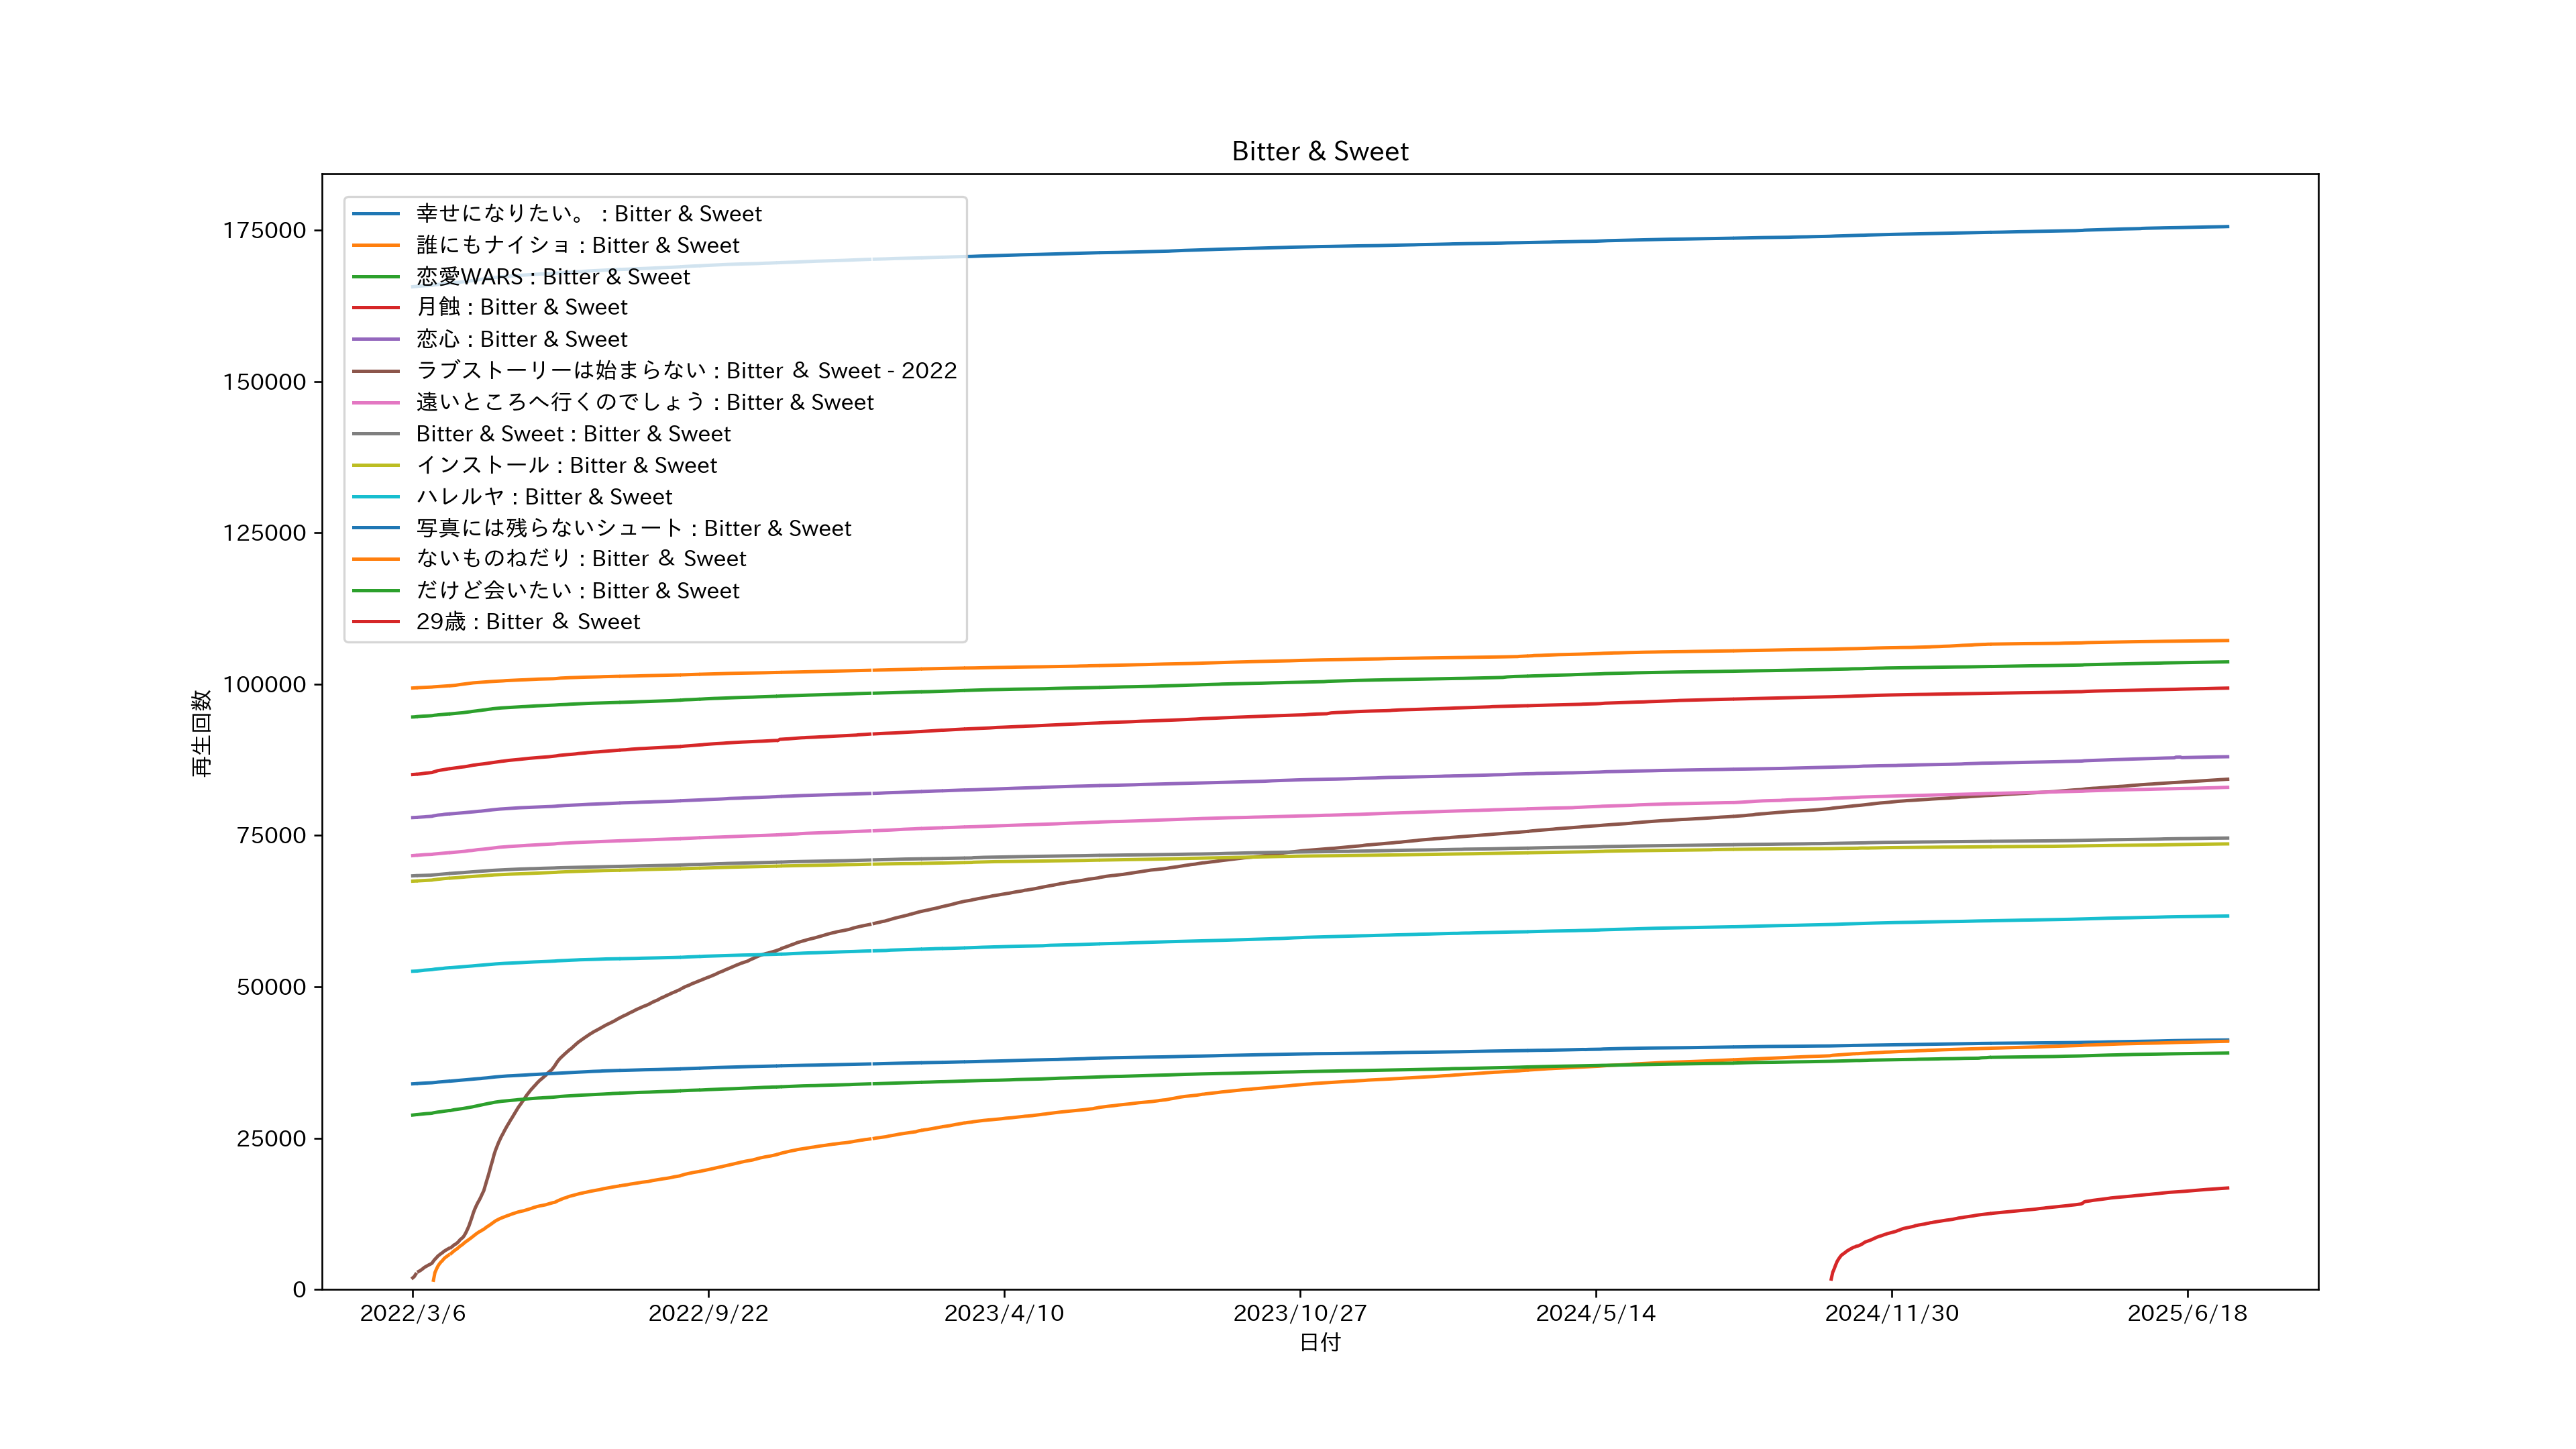 Bitter & Sweet
175000
150000
125000
100000
75000
50000
25000
0
再生回数
幸せになりたい。 : Bitter & Sweet
誰にもナイショ : Bitter & Sweet
恋愛WARS : Bitter & Sweet
月蝕 : Bitter & Sweet
恋心 : Bitter & Sweet
ラブストーリーは始まらない : Bitter ＆ Sweet - 2022
遠いところへ行くのでしょう : Bitter & Sweet
Bitter & Sweet : Bitter & Sweet
インストール : Bitter & Sweet
ハレルヤ : Bitter & Sweet
写真には残らないシュート : Bitter & Sweet
ないものねだり : Bitter ＆ Sweet
だけど会いたい : Bitter & Sweet
29歳 : Bitter ＆ Sweet
2022/3/6 2022/9/22 2023/4/10 2023/10/27 2024/5/14 2024/11/30 2025/6/18
日付